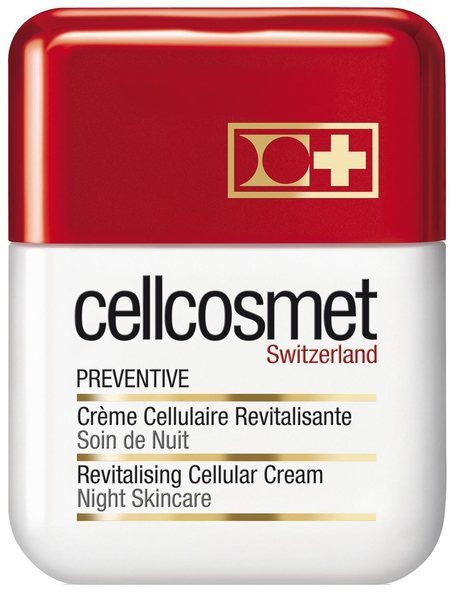 cellcosmet
Switzerland
PREVENTIVE
Crème Cellulaire Revitalisante
Soin de Nuit
Revitalising Cellular Cream
Night Skincare